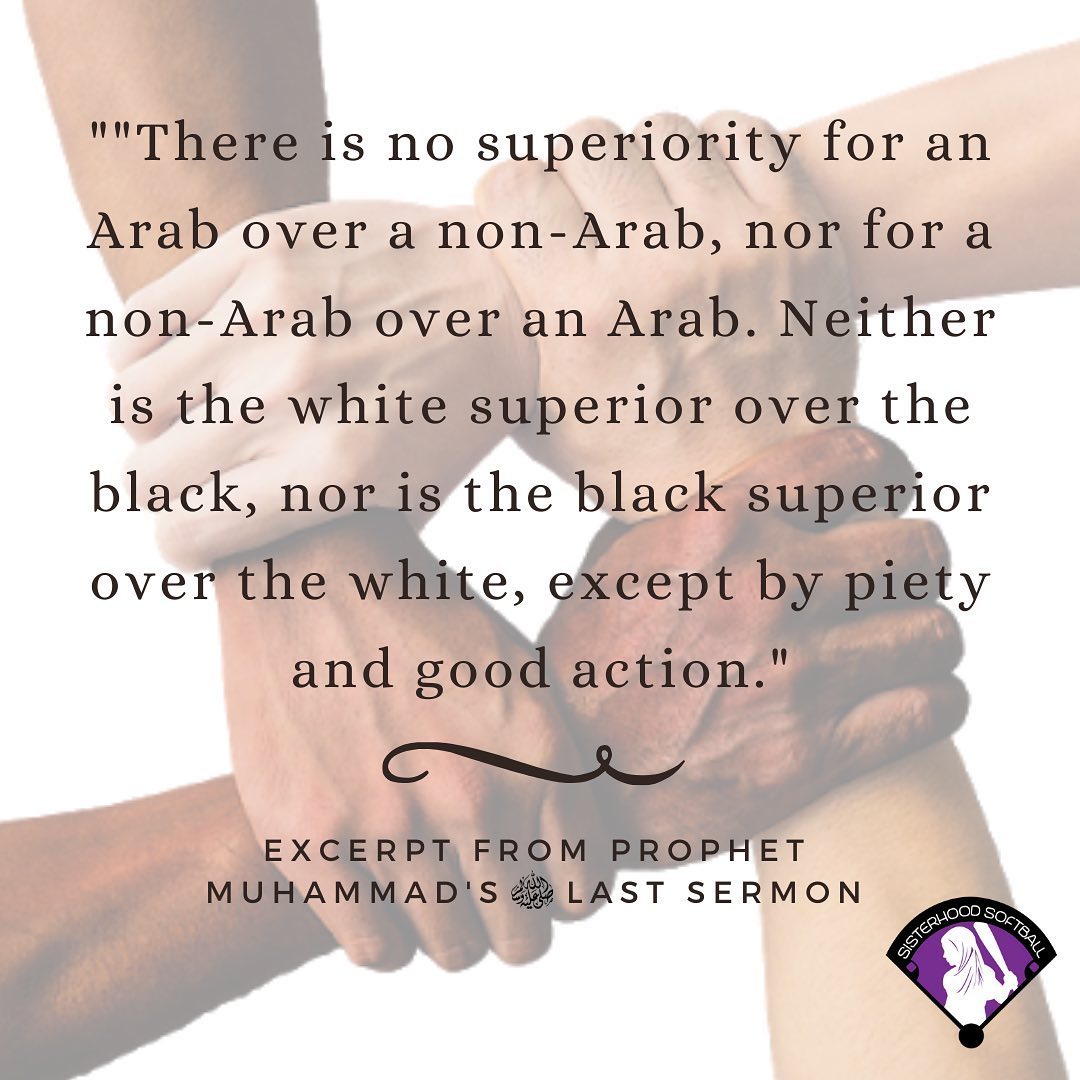 ""There is no superiority for an
Arab over a non-Arab, nor for a
non-Arab over an Arab. Neither
is the white superior over the
black, nor is the black superior
over the white, except by piety
and good action."
EXCERPT FROM PROPHET
MUHAMMAD'S ﷺ LAST SERMON
SISTERHOOD SOFTBALL